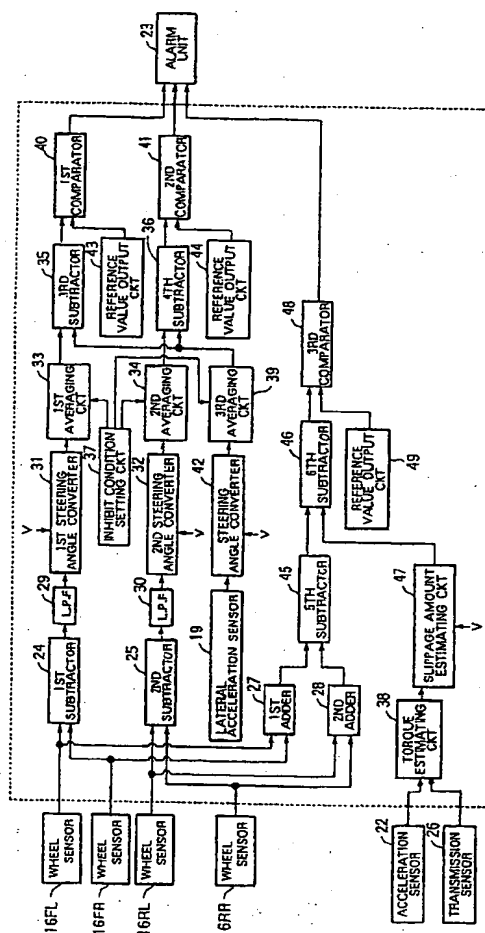 16FL
WHEEL
SENSOR
16FR
WHEEL
SENSOR
16RL
WHEEL
SENSOR
6RR
WHEEL
SENSOR
22
ACCELERATION
SENSOR
26
TRANSMISSION
SENSOR
24
1ST
SUBTRACTOR
29
L.P.F
V
31
1ST STEERING
ANGLE CONVERTER
33
1ST
AVERAGING
CKT
35
3RD
SUBTRACTOR
40
1ST
COMPARATOR
43
REFERENCE
VALUE OUTPUT
CKT
37
INHIBIT CONDITION
SETTING CKT
25
2ND
SUBTRACTOR
30
L.P.F
32
2ND STEERING
ANGLE CONVERTER
V
34
2ND
AVERAGING
CKT
36
4TH
SUBTRACTOR
41
2ND
COMPARATOR
44
REFERENCE
VALUE OUTPUT
CKT
19
LATERAL
ACCELERATION SENSOR
42
STEERING
ANGLE CONVERTER
V
39
3RD
AVERAGING
CKT
27
1ST
ADDER
28
2ND
ADDER
45
5TH
SUBTRACTOR
46
6TH
SUBTRACTOR
48
3RD
COMPARATOR
REFERENCE
VALUE OUTPUT
CKT
49
38
TORQUE
ESTIMATING
CKT
47
SLIPPAGE AMOUNT
ESTIMATING CKT
V
23
ALARM
UNIT